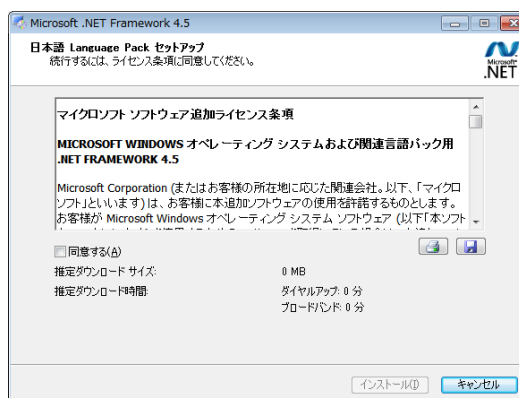 Microsoft .NET Framework 4.5
日本語 Language Pack セットアップ
続行するには、ライセンス条項に同意してください。
Microsoft
.NET
マイクロソフト ソフトウェア追加ライセンス条項
MICROSOFT WINDOWS オペレーティング システムおよび関連言語パック用
.NET FRAMEWORK 4.5
Microsoft Corporation (またはお客様の所在地に応じた関連会社。以下、「マイクロ
ソフト」といいます) は、お客様に本追加ソフトウェアの使用を許諾するものとします。
お客様が Microsoft Windows オペレーティング システム ソフトウェア (以下「本ソフト
同意する(A)
推定ダウンロード サイズ: 0 MB
推定ダウンロード時間: ダイヤルアップ: 0 分
ブロードバンド: 0 分
インストール(I)
キャンセル